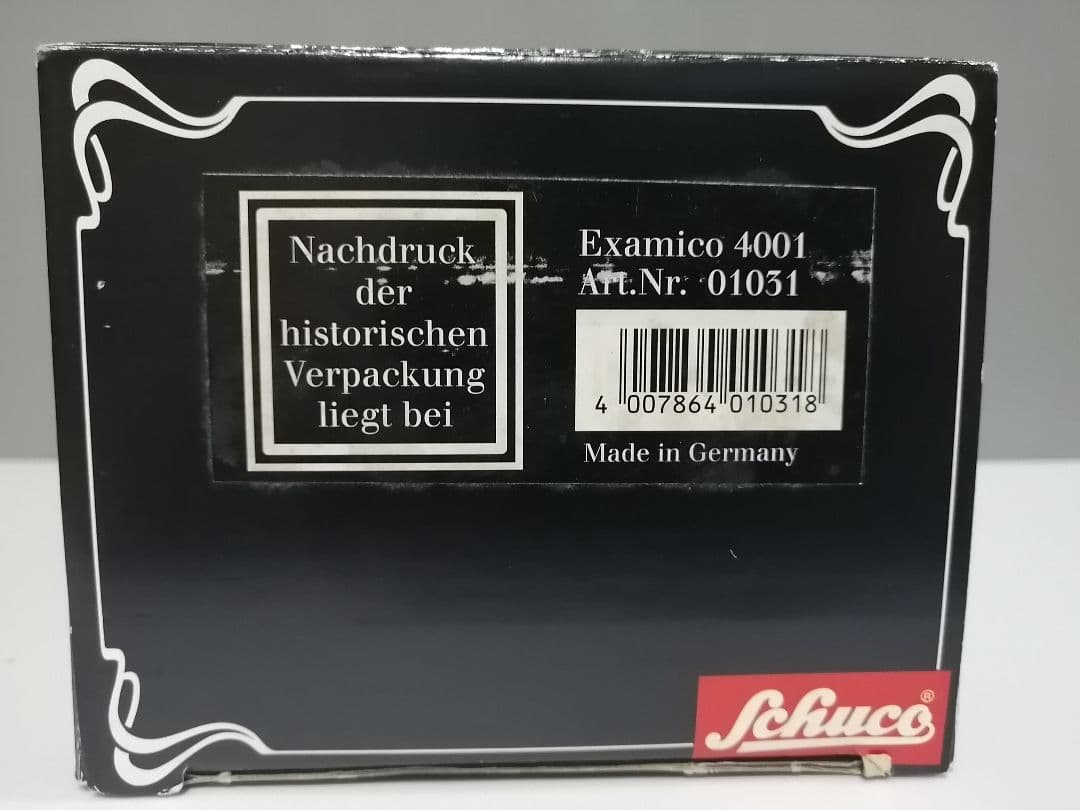 Nachdruck
der
historischen
Verpackung
liegt bei
Examico 4001
Art.Nr. 01031
4 007864 010318
Made in Germany
Schuco®